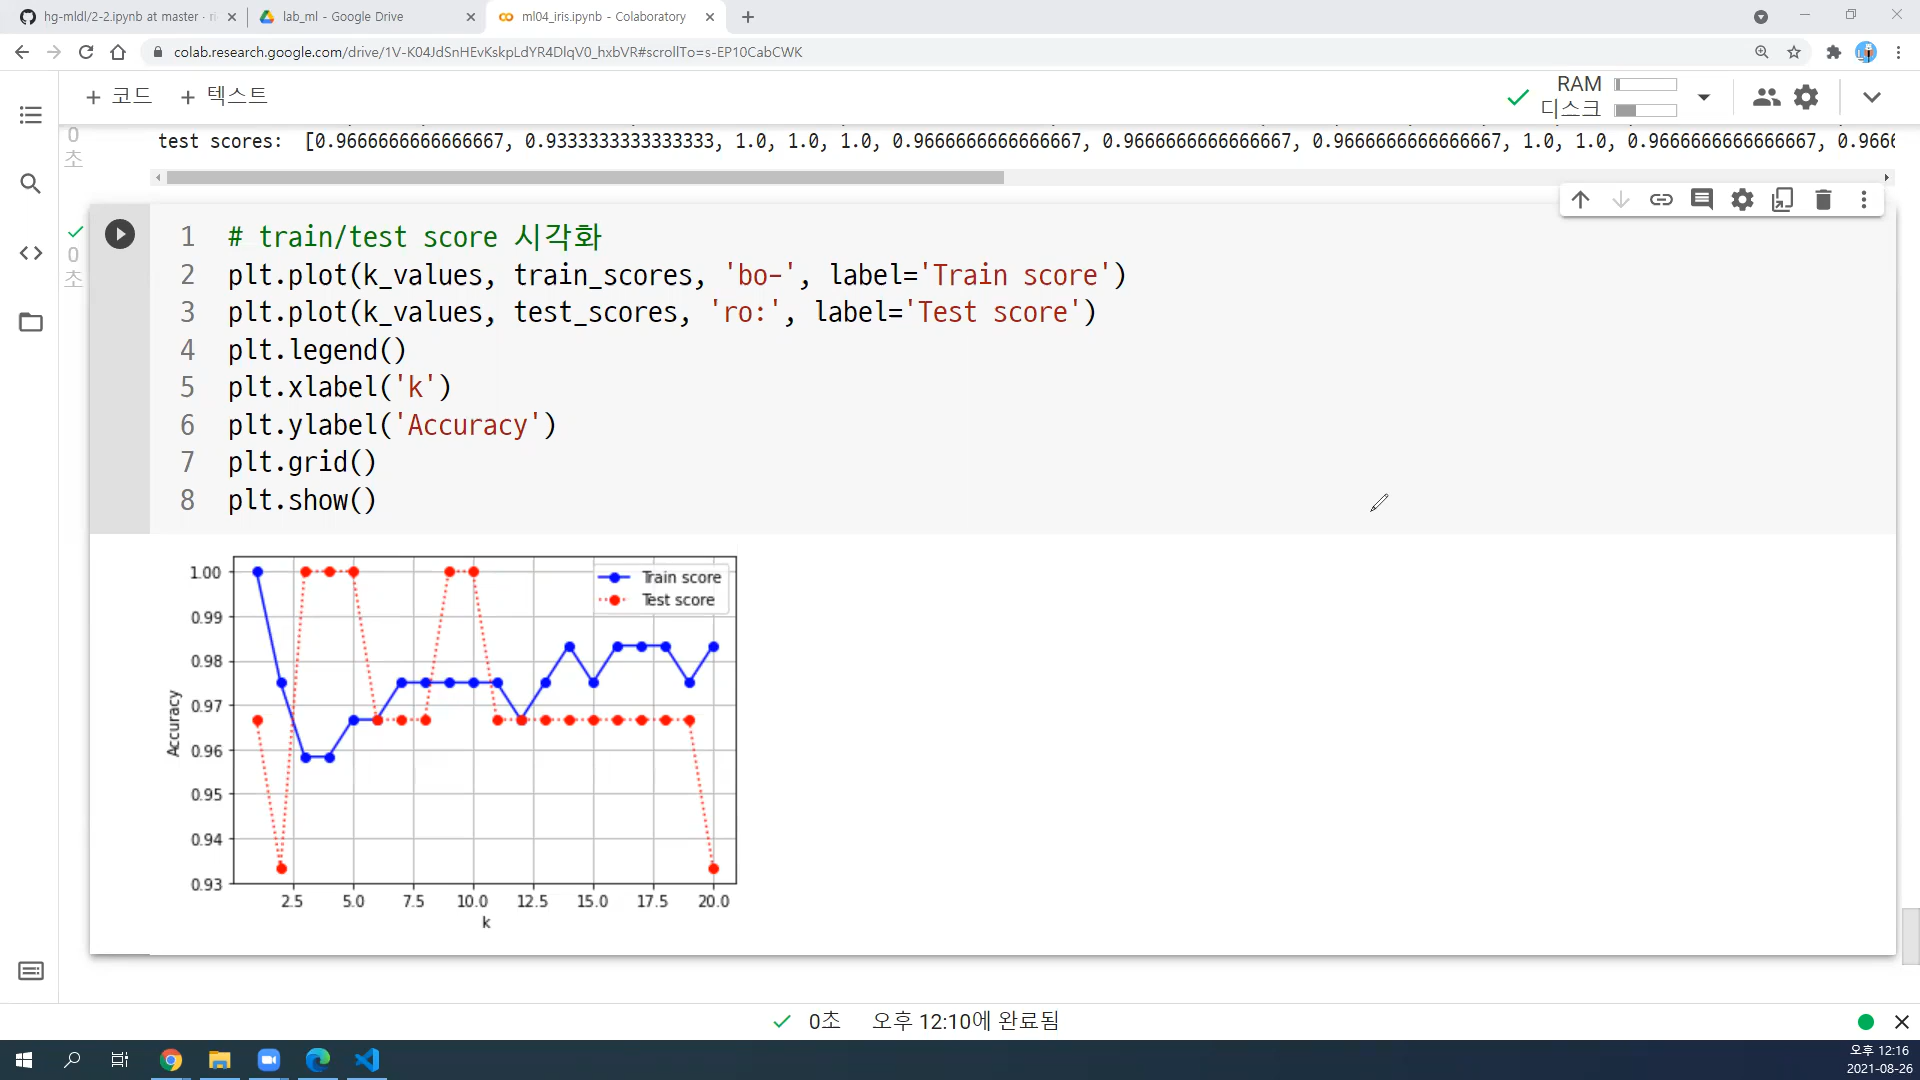 hg-mldl/2-2.ipynb at master · ri
lab_ml - Google Drive
ml04_iris.ipynb - Colaboratory
colab.research.google.com/drive/1V-K04JdSnHEvKskpLdYR4DlqV0_hxbVR#scrollTo=s-EP10CabCWK
+ 코드 + 텍스트
RAM
디스크
0
초
test scores: [0.9666666666666667, 0.9333333333333333, 1.0, 1.0, 1.0, 0.9666666666666667, 0.9666666666666667, 0.9666666666666667, 1.0, 1.0, 0.9666666666666667, 0.966
0
초
1 # train/test score 시각화
2 plt.plot(k_values, train_scores, 'bo-', label='Train score')
3 plt.plot(k_values, test_scores, 'ro:', label='Test score')
4 plt.legend()
5 plt.xlabel('k')
6 plt.ylabel('Accuracy')
7 plt.grid()
8 plt.show()
Train score
Test score
1.00
0.99
0.98
0.97
0.96
0.95
0.94
0.93
Accuracy
2.5 5.0 7.5 10.0 12.5 15.0 17.5 20.0
k
0초 오후 12:10에 완료됨
오후 12:16
2021-08-26